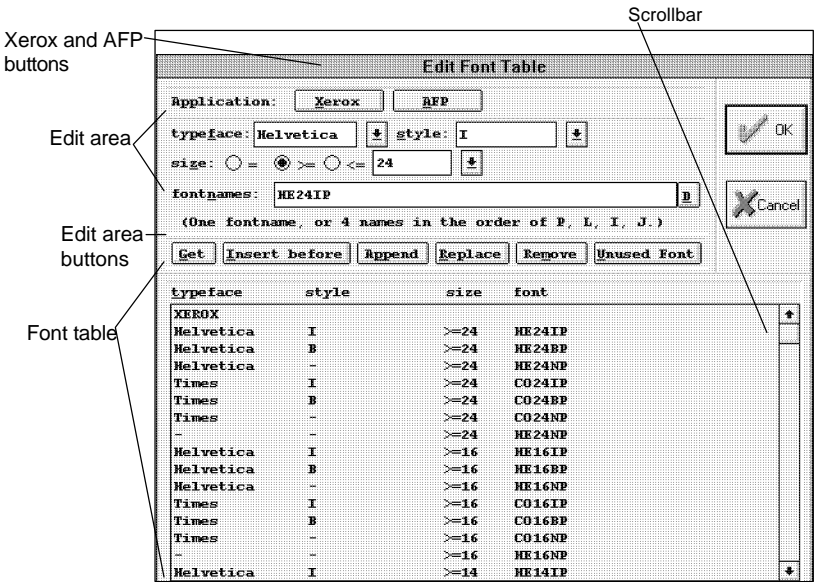 Scrollbar
Xerox and AFP
buttons
Edit Font Table
Application: Xerox AFP
Edit area
typeface: Helvetica style: I
OK
size: = >= <= 24
fontnames: HE24IP D
Cancel
(One fontname, or 4 names in the order of P, L, I, J.)
Edit area
buttons
Get Insert before Append Replace Remove Unused Font
typeface style size font
XEROX
Font table
Helvetica I >=24 HE24IP
Helvetica B >=24 HE24BP
Helvetica - >=24 HE24NP
Times I >=24 CO24IP
Times B >=24 CO24BP
Times - >=24 CO24NP
- - >=24 HE24NP
Helvetica I >=16 HE16IP
Helvetica B >=16 HE16BP
Helvetica - >=16 HE16NP
Times I >=16 CO16IP
Times B >=16 CO16BP
Times - >=16 CO16NP
- - >=16 HE16NP
Helvetica I >=14 HE14IP